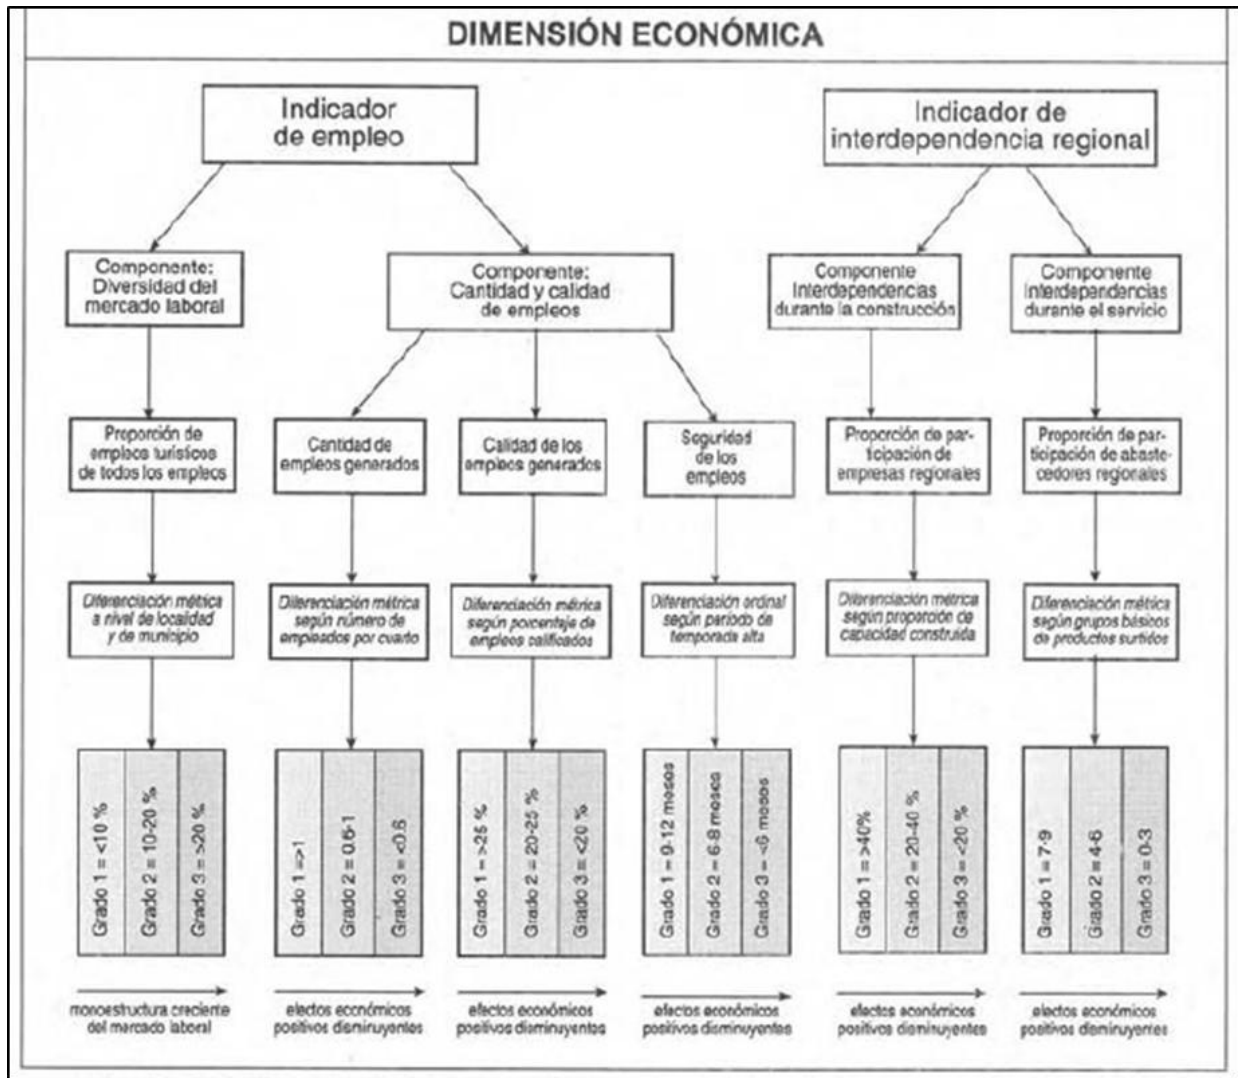 DIMENSIÓN ECONÓMICA
Indicador
de empleo
Indicador de
interdependencia regional
Componente:
Diversidad del
mercado laboral
Componente:
Cantidad y calidad
de empleos
Componente
Interdependencias
durante la construcción
Componente
Interdependencias
durante el servicio
Proporción de
empleos turísticos
de todos los empleos
Cantidad de
empleos generados
Calidad de los
empleos generados
Seguridad
de los
empleos
Proporción de par-
ticipación de
empresas regionales
Proporción de par-
ticipación de abaste-
cedores regionales
Diferenciación métrica
a nivel de localidad
y de municipio
Diferenciación métrica
según número de
empleados por cuarto
Diferenciación métrica
según porcentaje de
empleos calificados
Diferenciación ordinal
según período de
temporada alta
Diferenciación métrica
según proporción de
capacidad construida
Diferenciación métrica
según grupos básicos
de productos surtidos
Grado 1 = <10 %
Grado 2 = 10-20 %
Grado 3 = >20 %
Grado 1 =>1
Grado 2 = 0.6-1
Grado 3 = <0.6
Grado 1 = >25 %
Grado 2 = 20-25 %
Grado 3 = <20 %
Grado 1 = 9-12 meses
Grado 2 = 6-8 meses
Grado 3 = <6 meses
Grado 1 = >40%
Grado 2 = 20-40 %
Grado 3 = <20 %
Grado 1 = 7-9
Grado 2 = 4-6
Grado 3 = 0-3
monoestructura creciente
del mercado laboral
efectos económicos
positivos disminuyentes
efectos económicos
positivos disminuyentes
efectos económicos
positivos disminuyentes
efectos económicos
positivos disminuyentes
efectos económicos
positivos disminuyentes